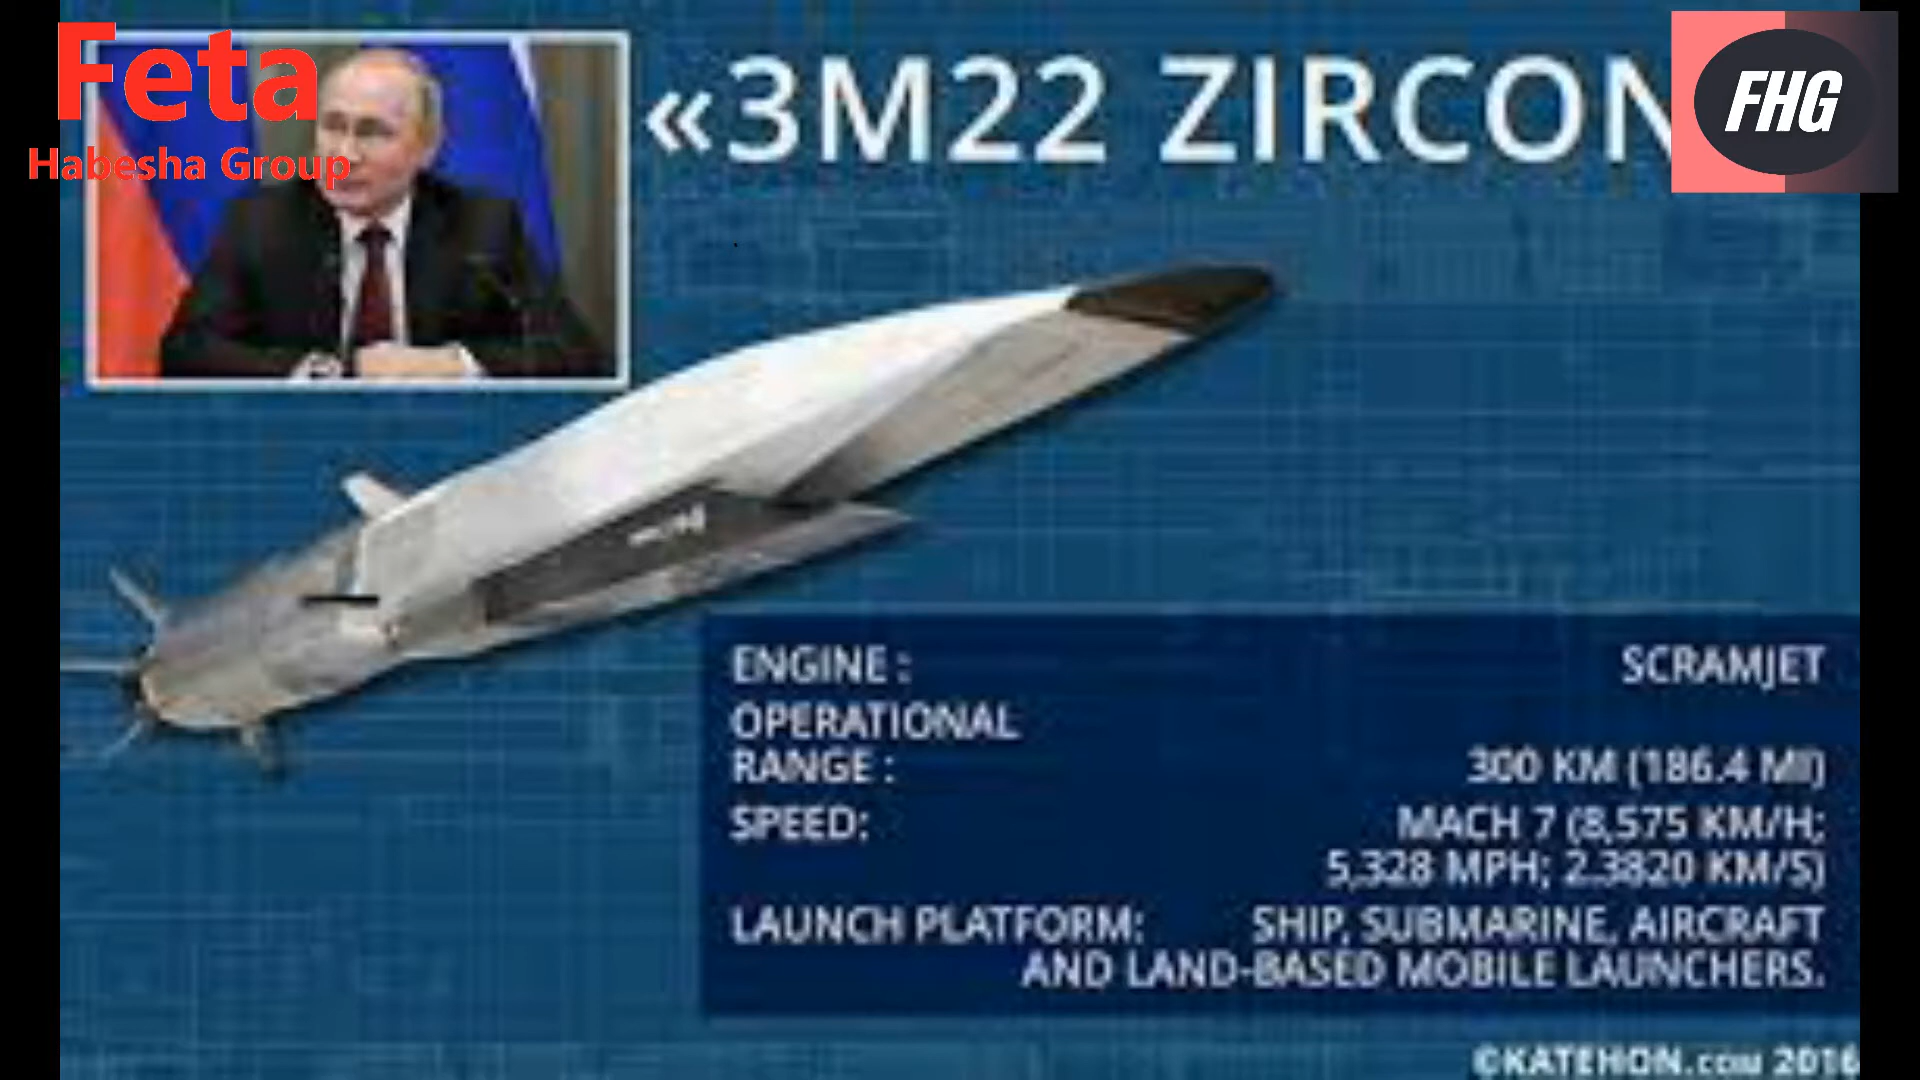 Feta
Habesha Group
«3M22 ZIRCON
FHG
ENGINE : SCRAMJET
OPERATIONAL
RANGE : 300 KM (186.4 MI)
SPEED: MACH 7 (8,575 KM/H;
5,328 MPH; 2.3820 KM/S)
LAUNCH PLATFORM: SHIP, SUBMARINE, AIRCRAFT
AND LAND-BASED MOBILE LAUNCHERS.
©KATEHON.com 2016